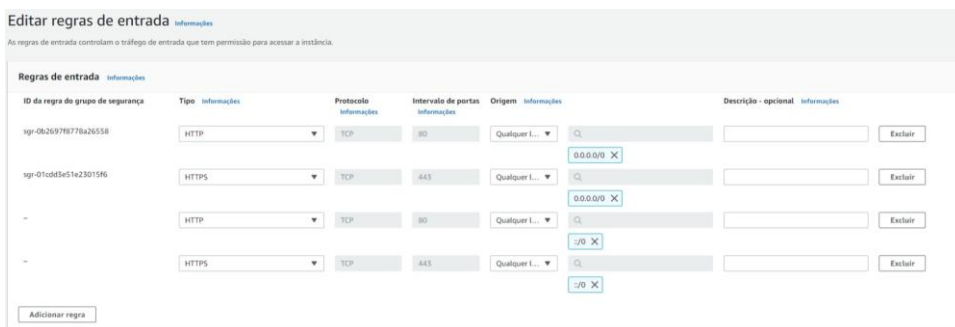 Editar regras de entrada Informações
As regras de entrada controlam o tráfego de entrada que tem permissão para acessar a instância.
Regras de entrada Informações
ID da regra do grupo de segurança Tipo Informações Protocolo Informações Intervalo de portas Informações Origem Informações Descrição - opcional Informações
sgr-0b2697f8778a26558 HTTP TCP 80 Qualquer l... Excluir
0.0.0.0/0
sgr-01cdd3e51e23015f6 HTTPS TCP 443 Qualquer l... Excluir
0.0.0.0/0
– HTTP TCP 80 Qualquer l... Excluir
::/0
– HTTPS TCP 443 Qualquer l... Excluir
::/0
Adicionar regra